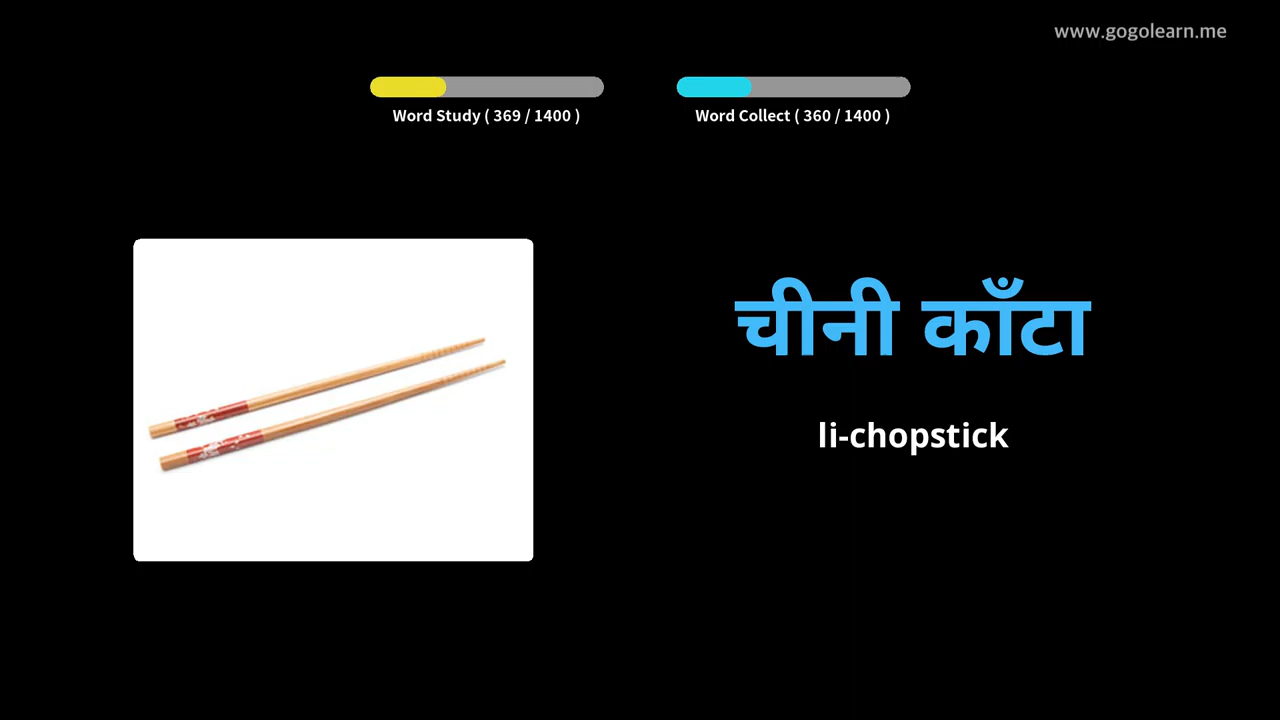 www.gogolearn.me
Word Study ( 369 / 1400 )
Word Collect ( 360 / 1400 )
चीनी काँटा
li-chopstick